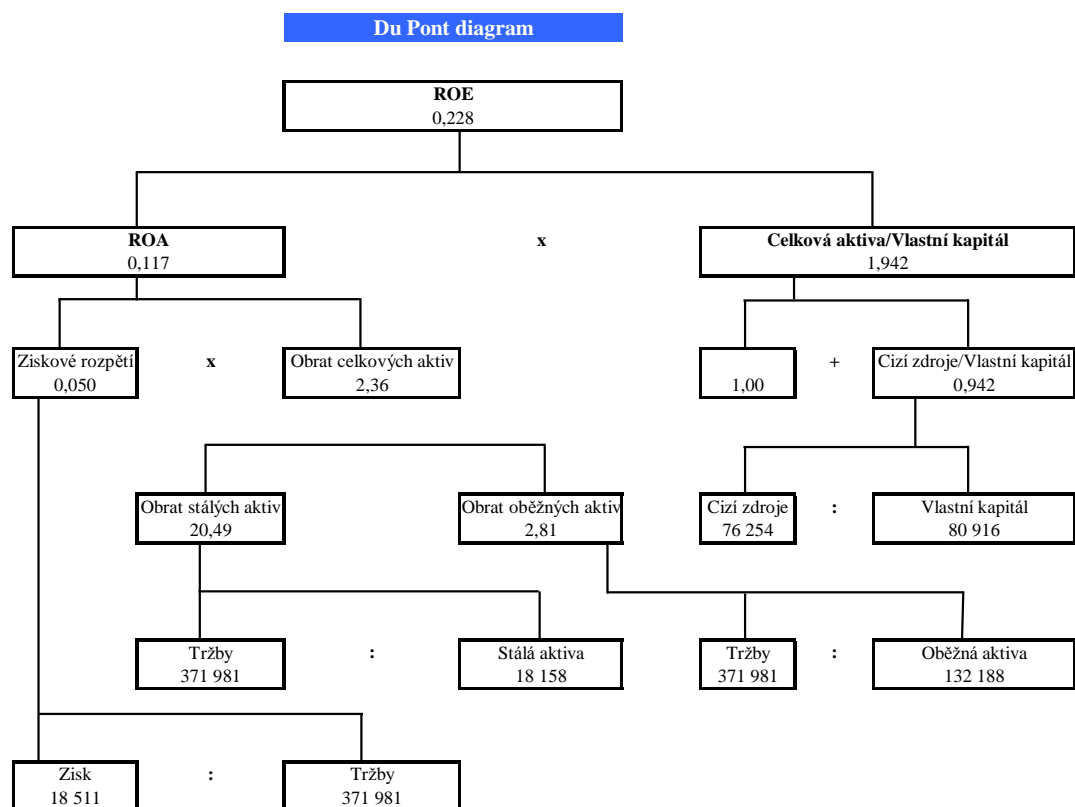 Du Pont diagram
ROE
0,228
ROA
0,117
x
Celková aktiva/Vlastní kapitál
1,942
Ziskové rozpětí
0,050
x
Obrat celkových aktiv
2,36
1,00
+
Cizí zdroje/Vlastní kapitál
0,942
Obrat stálých aktiv
20,49
Obrat oběžných aktiv
2,81
Cizí zdroje
76 254
:
Vlastní kapitál
80 916
Tržby
371 981
:
Stálá aktiva
18 158
Tržby
371 981
:
Oběžná aktiva
132 188
Zisk
18 511
:
Tržby
371 981